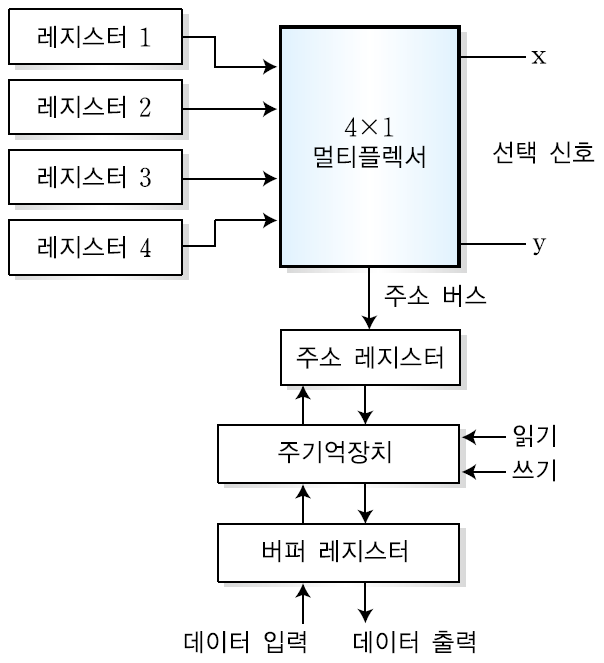 레지스터 1
레지스터 2
레지스터 3
레지스터 4
4×1
멀티플렉서
x
선택 신호
y
주소 버스
주소 레지스터
주기억장치
읽기
쓰기
버퍼 레지스터
데이터 입력
데이터 출력